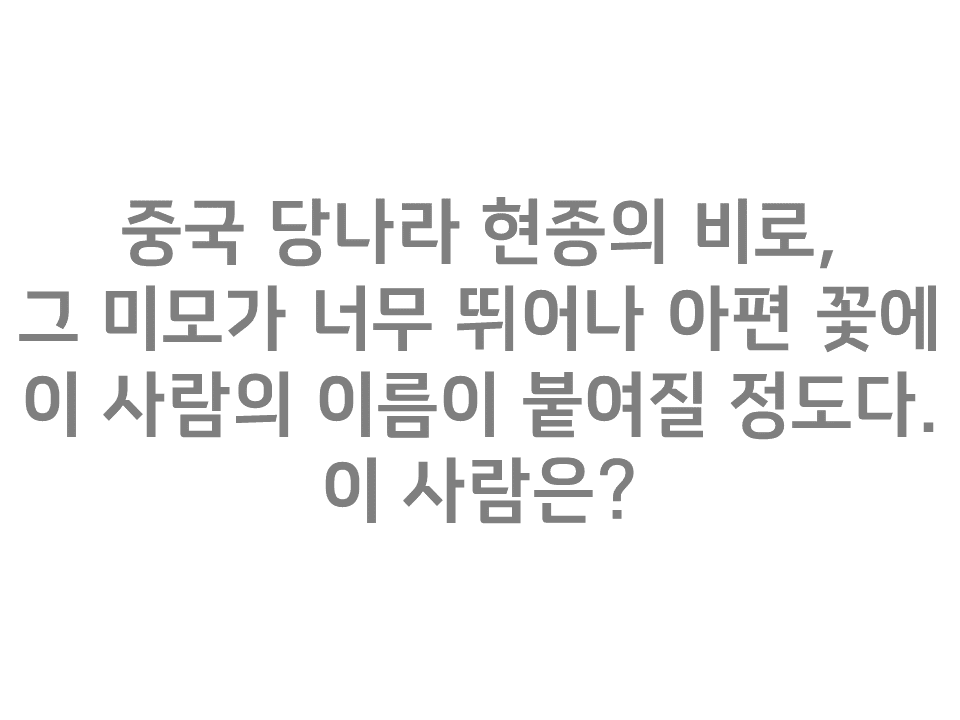 중국 당나라 현종의 비로,
그 미모가 너무 뛰어나 아편 꽃에
이 사람의 이름이 붙여질 정도다.
이 사람은?